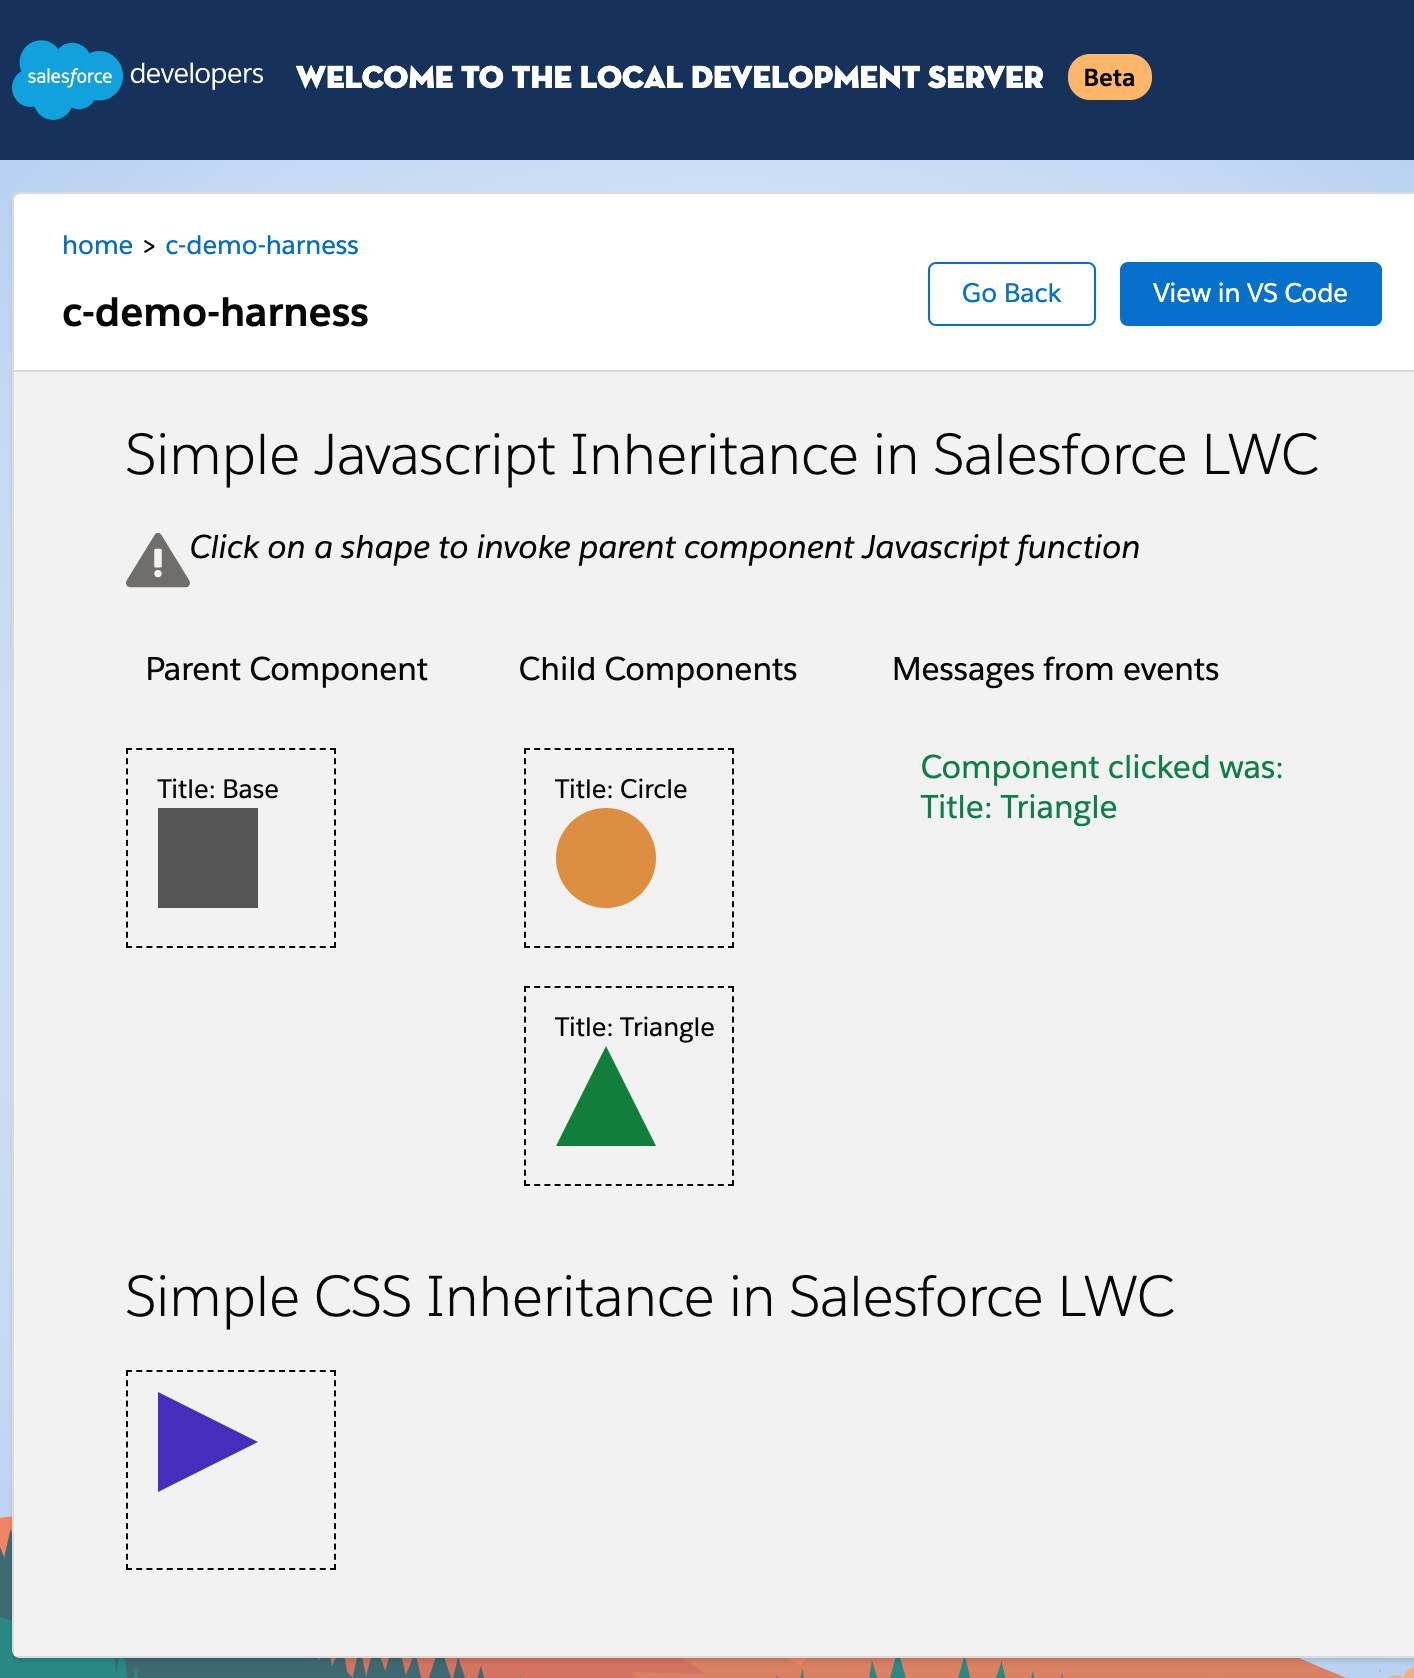 salesforce developers WELCOME TO THE LOCAL DEVELOPMENT SERVER Beta
home > c-demo-harness
c-demo-harness
Go Back View in VS Code
Simple Javascript Inheritance in Salesforce LWC
Click on a shape to invoke parent component Javascript function
Parent Component Child Components Messages from events
Title: Base
Title: Circle
Component clicked was:
Title: Triangle
Title: Triangle
Simple CSS Inheritance in Salesforce LWC